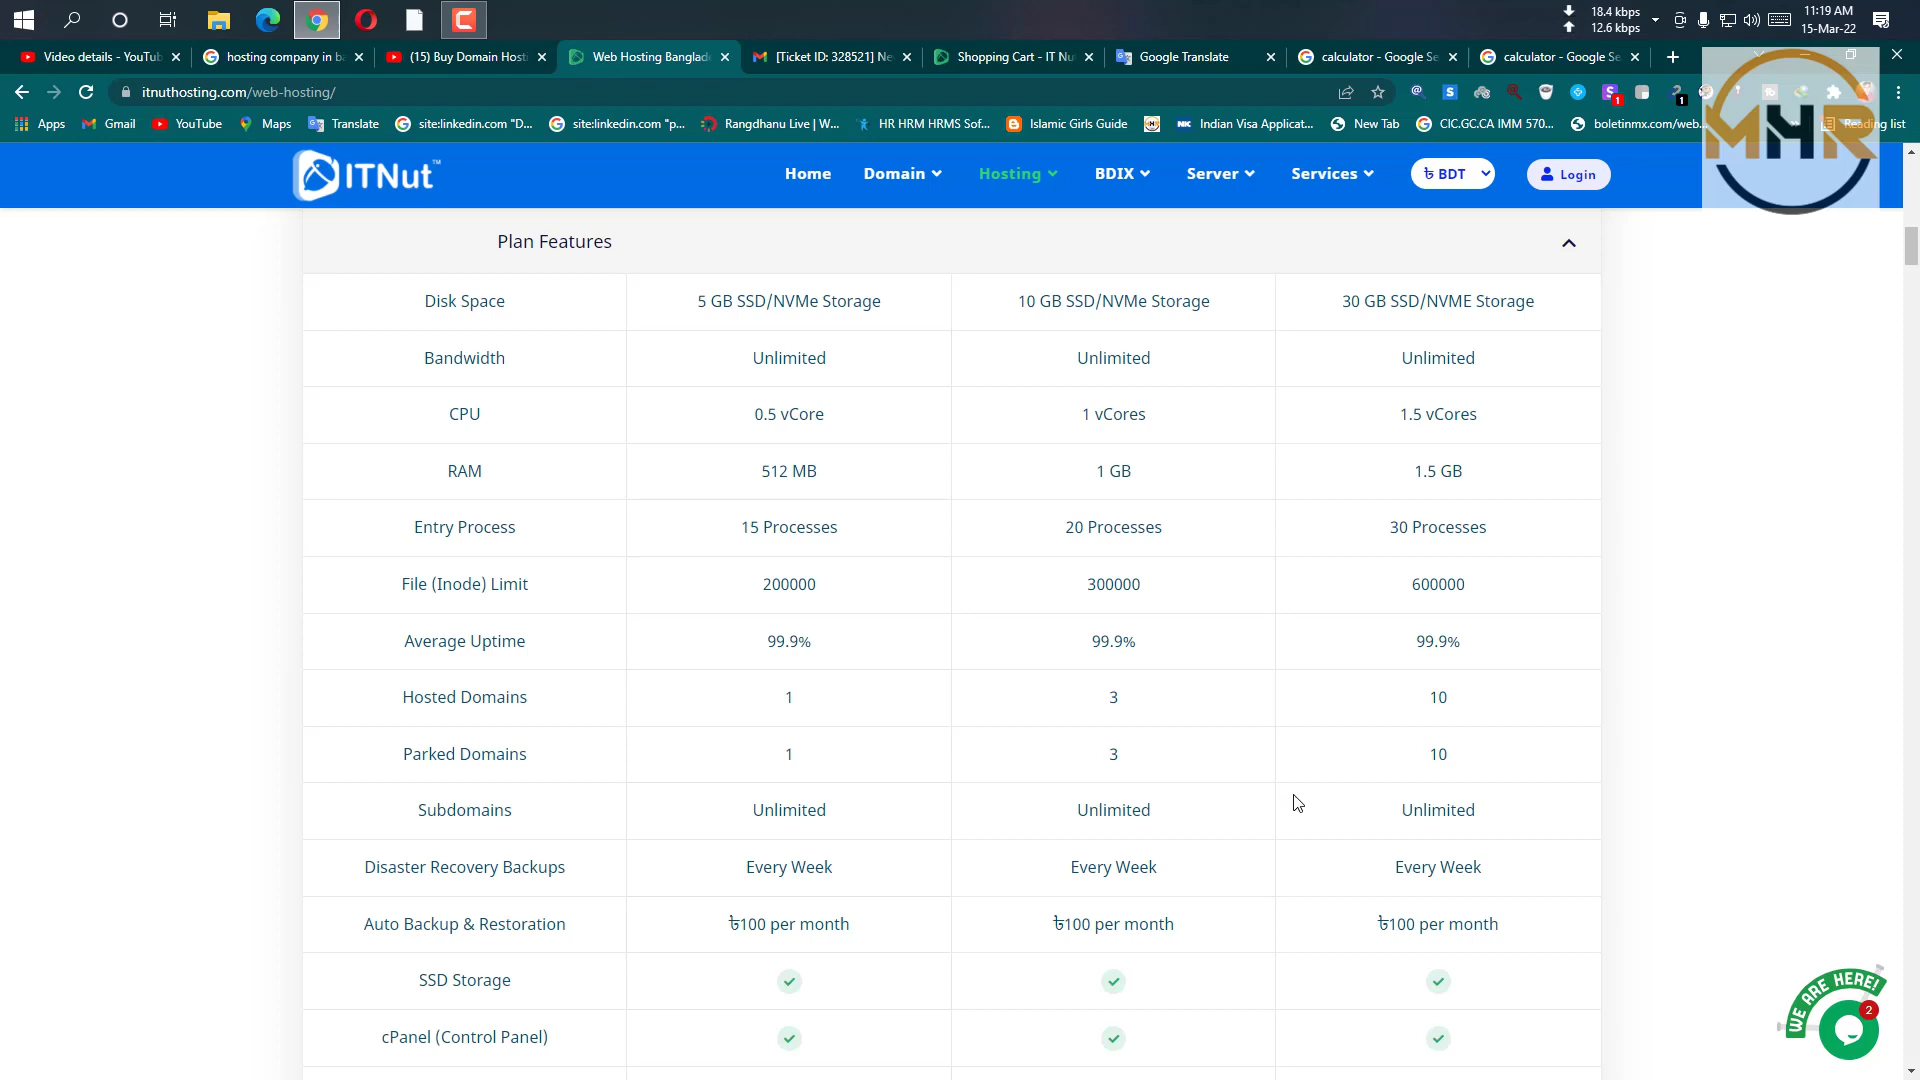 18.4 kbps
12.6 kbps
11:19 AM
15-Mar-22
Video details - YouTub
hosting company in ba
(15) Buy Domain Hosti
Web Hosting Banglade
[Ticket ID: 328521] Ne
Shopping Cart - IT Nu
Google Translate
calculator - Google Se
calculator - Google Se
itnuthosting.com/web-hosting/
Apps
Gmail
YouTube
Maps
Translate
site:linkedin.com "D...
site:linkedin.com "p...
Rangdhanu Live | W...
HR HRM HRMS Sof...
Islamic Girls Guide
Indian Visa Applicat...
New Tab
CIC.GC.CA IMM 570...
boletinmx.com/web...
Reading list
MHR
ITNut™
Home
Domain
Hosting
BDIX
Server
Services
৳ BDT
Login
Plan Features
Disk Space 5 GB SSD/NVMe Storage 10 GB SSD/NVMe Storage 30 GB SSD/NVME Storage
Bandwidth Unlimited Unlimited Unlimited
CPU 0.5 vCore 1 vCores 1.5 vCores
RAM 512 MB 1 GB 1.5 GB
Entry Process 15 Processes 20 Processes 30 Processes
File (Inode) Limit 200000 300000 600000
Average Uptime 99.9% 99.9% 99.9%
Hosted Domains 1 3 10
Parked Domains 1 3 10
Subdomains Unlimited Unlimited Unlimited
Disaster Recovery Backups Every Week Every Week Every Week
Auto Backup & Restoration ৳100 per month ৳100 per month ৳100 per month
SSD Storage
cPanel (Control Panel)
WE ARE HERE!
2